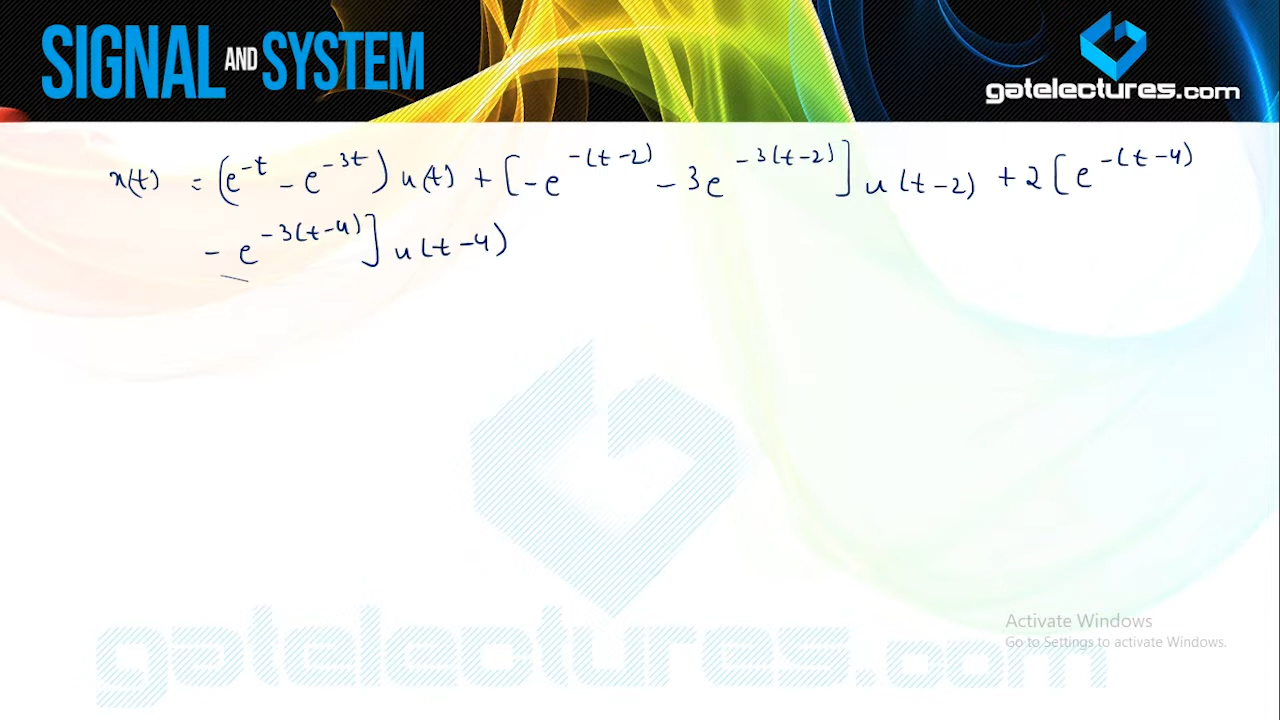 SIGNAL AND SYSTEM
gatelectures.com
x(t) = (e^{-t} - e^{-3t}) u(t) + [-e^{-(t-2)} - 3e^{-3(t-2)}] u(t-2) + 2[e^{-(t-4)}
- e^{-3(t-4)}] u(t-4)
gatelectures.com
Activate Windows
Go to Settings to activate Windows.